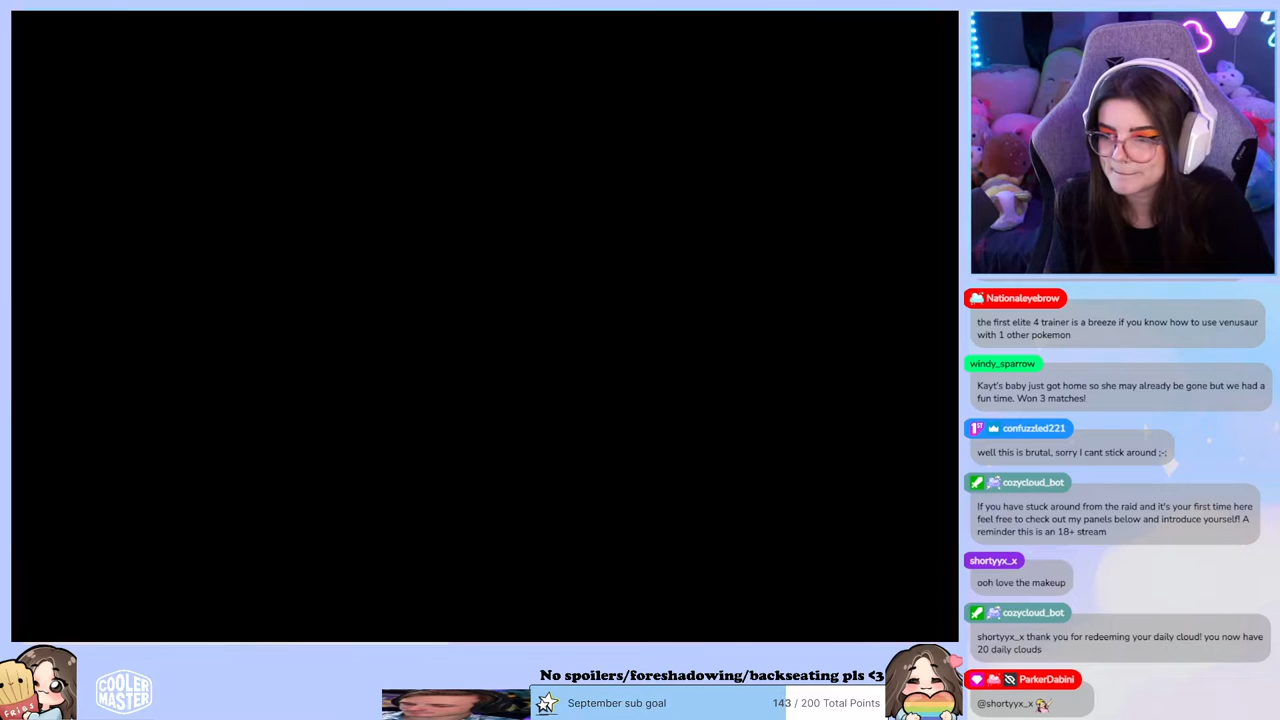 Nationaleyebrow
the first elite 4 trainer is a breeze if you know how to use venusaur
with 1 other pokemon
windy_sparrow
Kayt's baby just got home so she may already be gone but we had a
fun time. Won 3 matches!
1ST confuzzled221
well this is brutal, sorry I cant stick around ;-;
cozycloud_bot
If you have stuck around from the raid and it's your first time here
feel free to check out my panels below and introduce yourself! A
reminder this is an 18+ stream
shortyyx_x
ooh love the makeup
cozycloud_bot
shortyyx_x thank you for redeeming your daily cloud! you now have
20 daily clouds
ParkerDabini
@shortyyx_x
FRIES
COOLER
MASTER
No spoilers/foreshadowing/backseating pls <3
September sub goal
143 / 200 Total Points